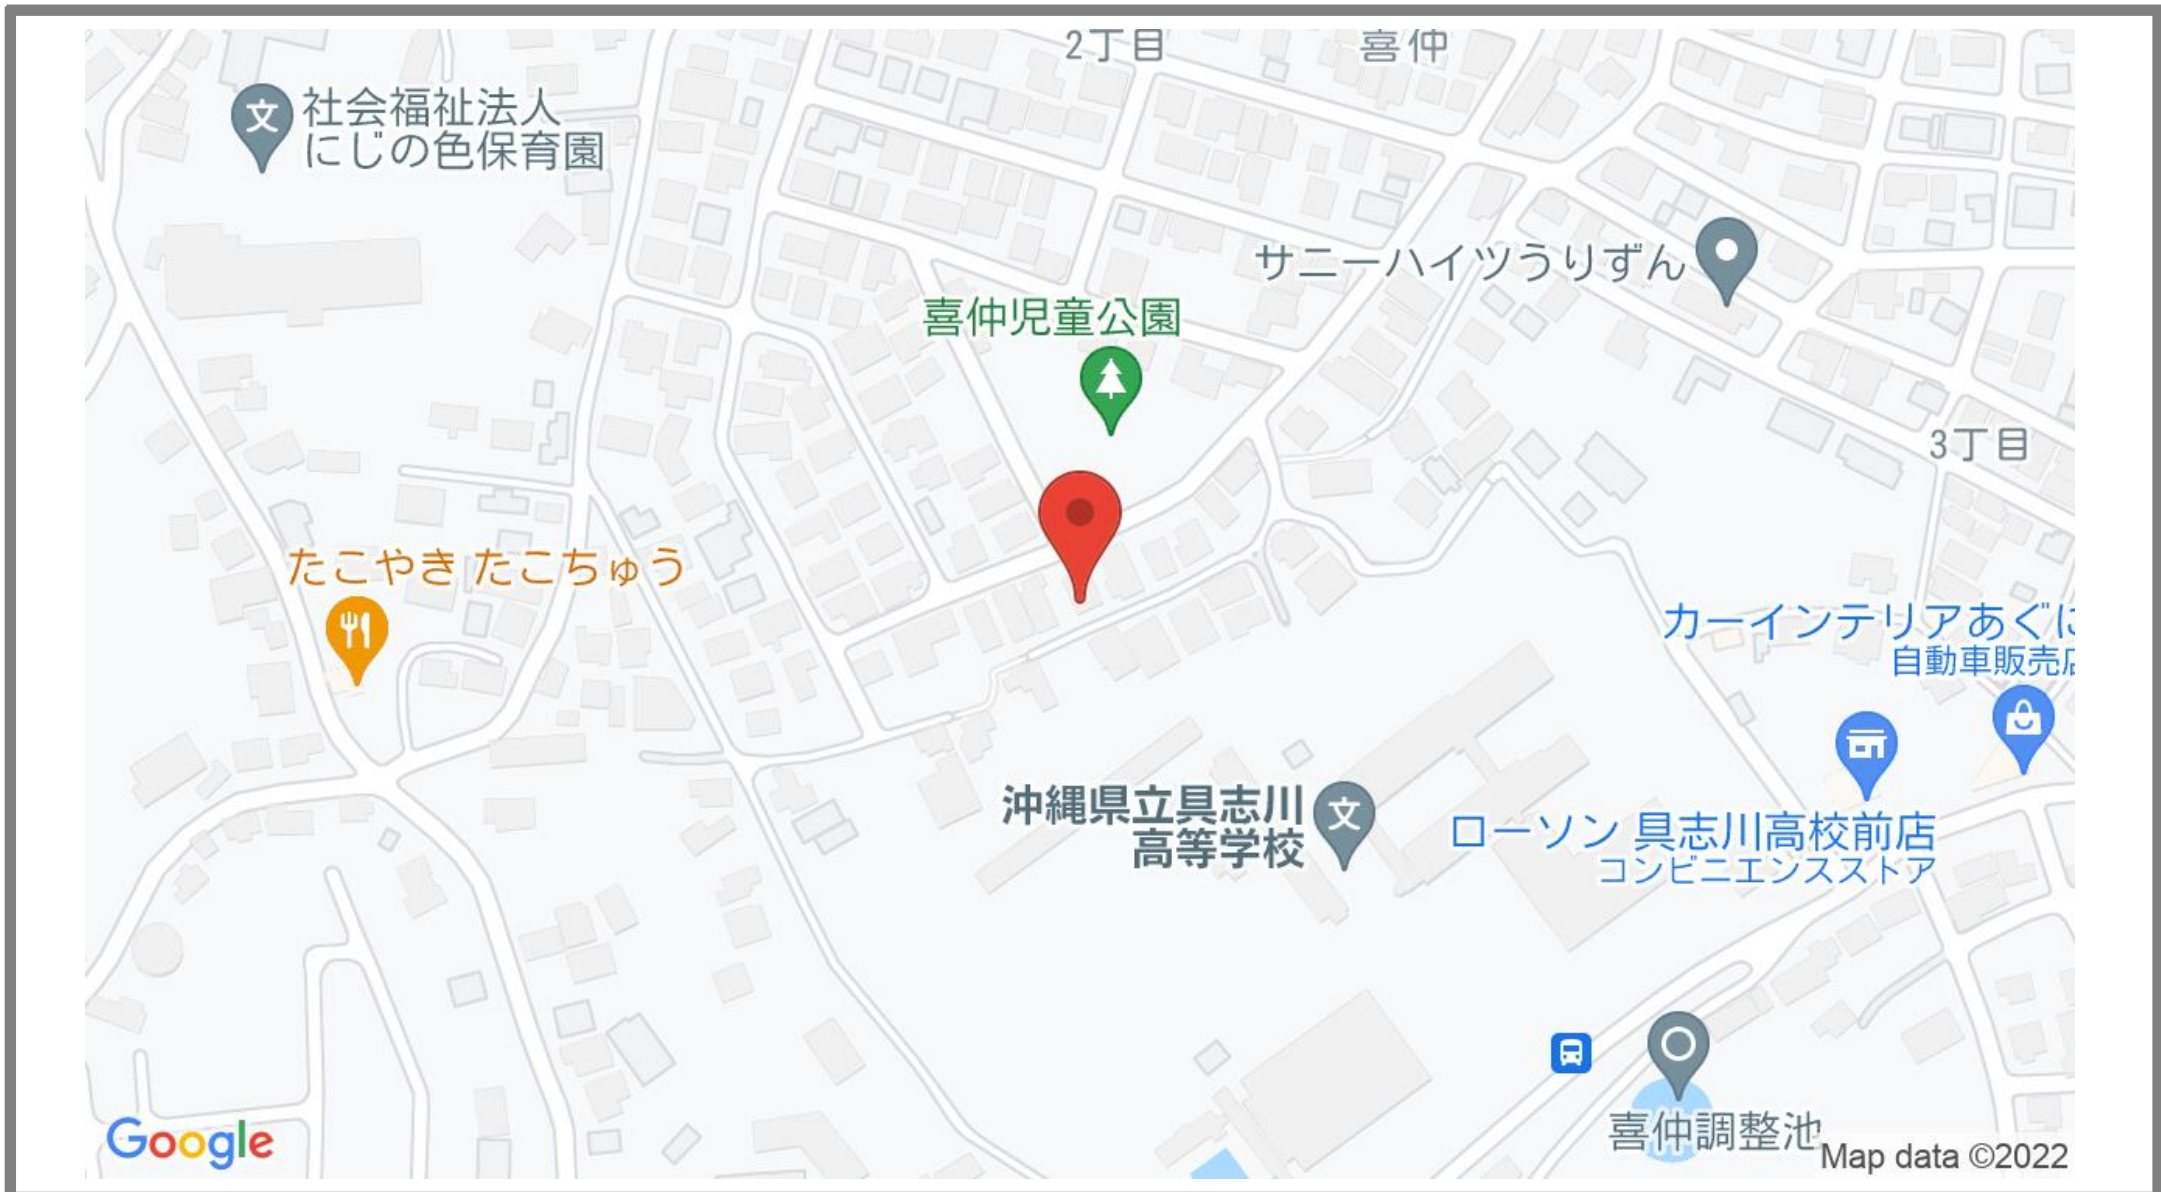 2丁目
喜仲
社会福祉法人
にじの色保育園
サニーハイツうりずん
喜仲児童公園
3丁目
たこやき たこちゅう
カーインテリアあぐに
自動車販売店
沖縄県立具志川
高等学校
ローソン 具志川高校前店
コンビニエンスストア
喜仲調整池
Google
Map data ©2022